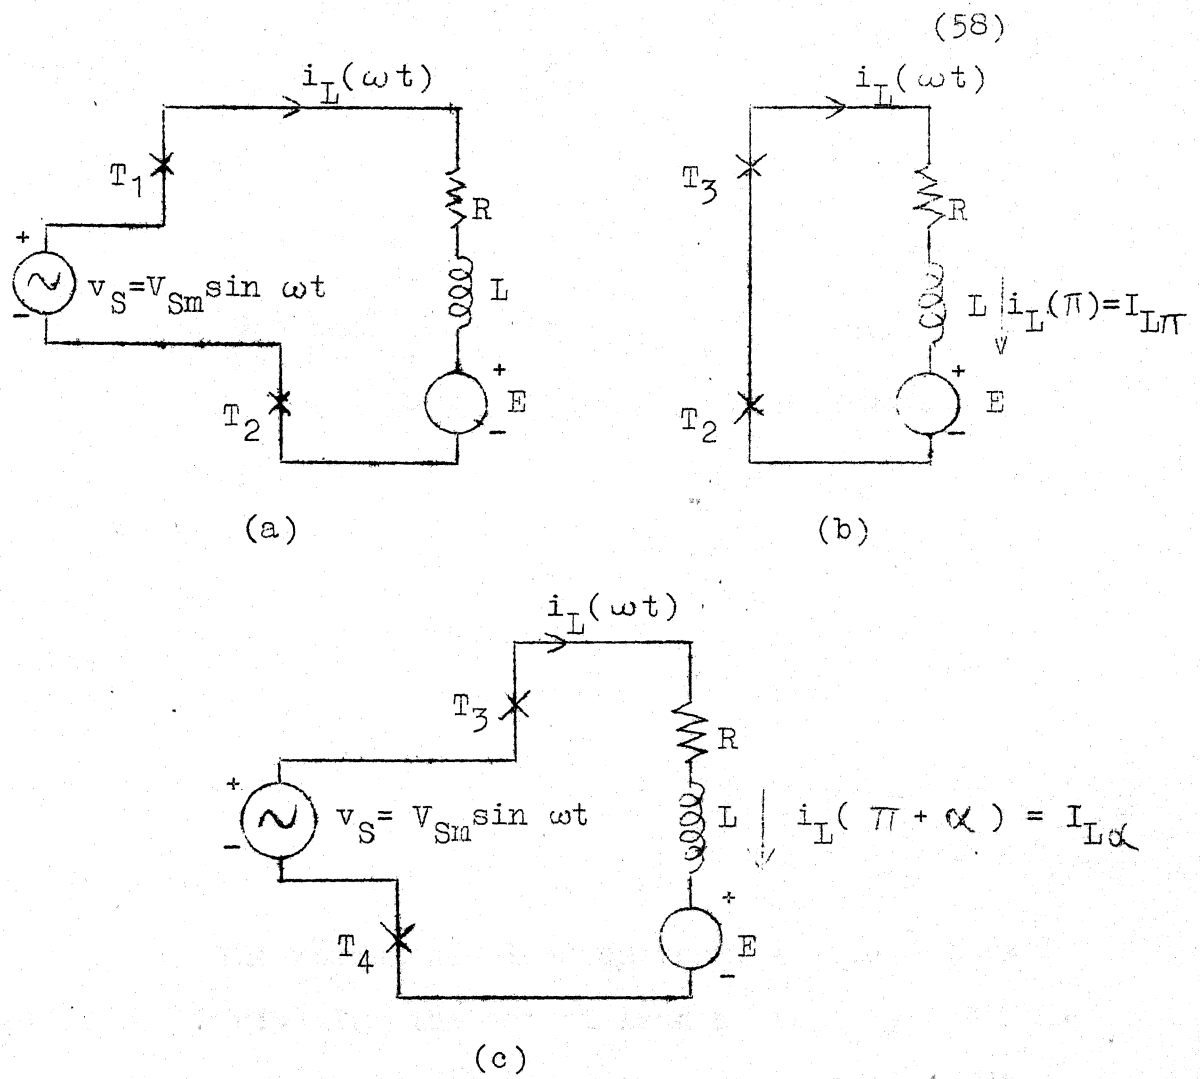 (58)
i_L(ωt)
T_1
R
+
v_S=V_Sm sin ωt
L
-
+
T_2
E
-
(a)
i_L(ωt)
T_3
R
L i_L(π)=I_Lπ
+
T_2
E
-
(b)
i_L(ωt)
T_3
R
+
v_S= V_Sm sin ωt
L
i_L( π + α ) = I_Lα
-
+
T_4
E
-
(c)